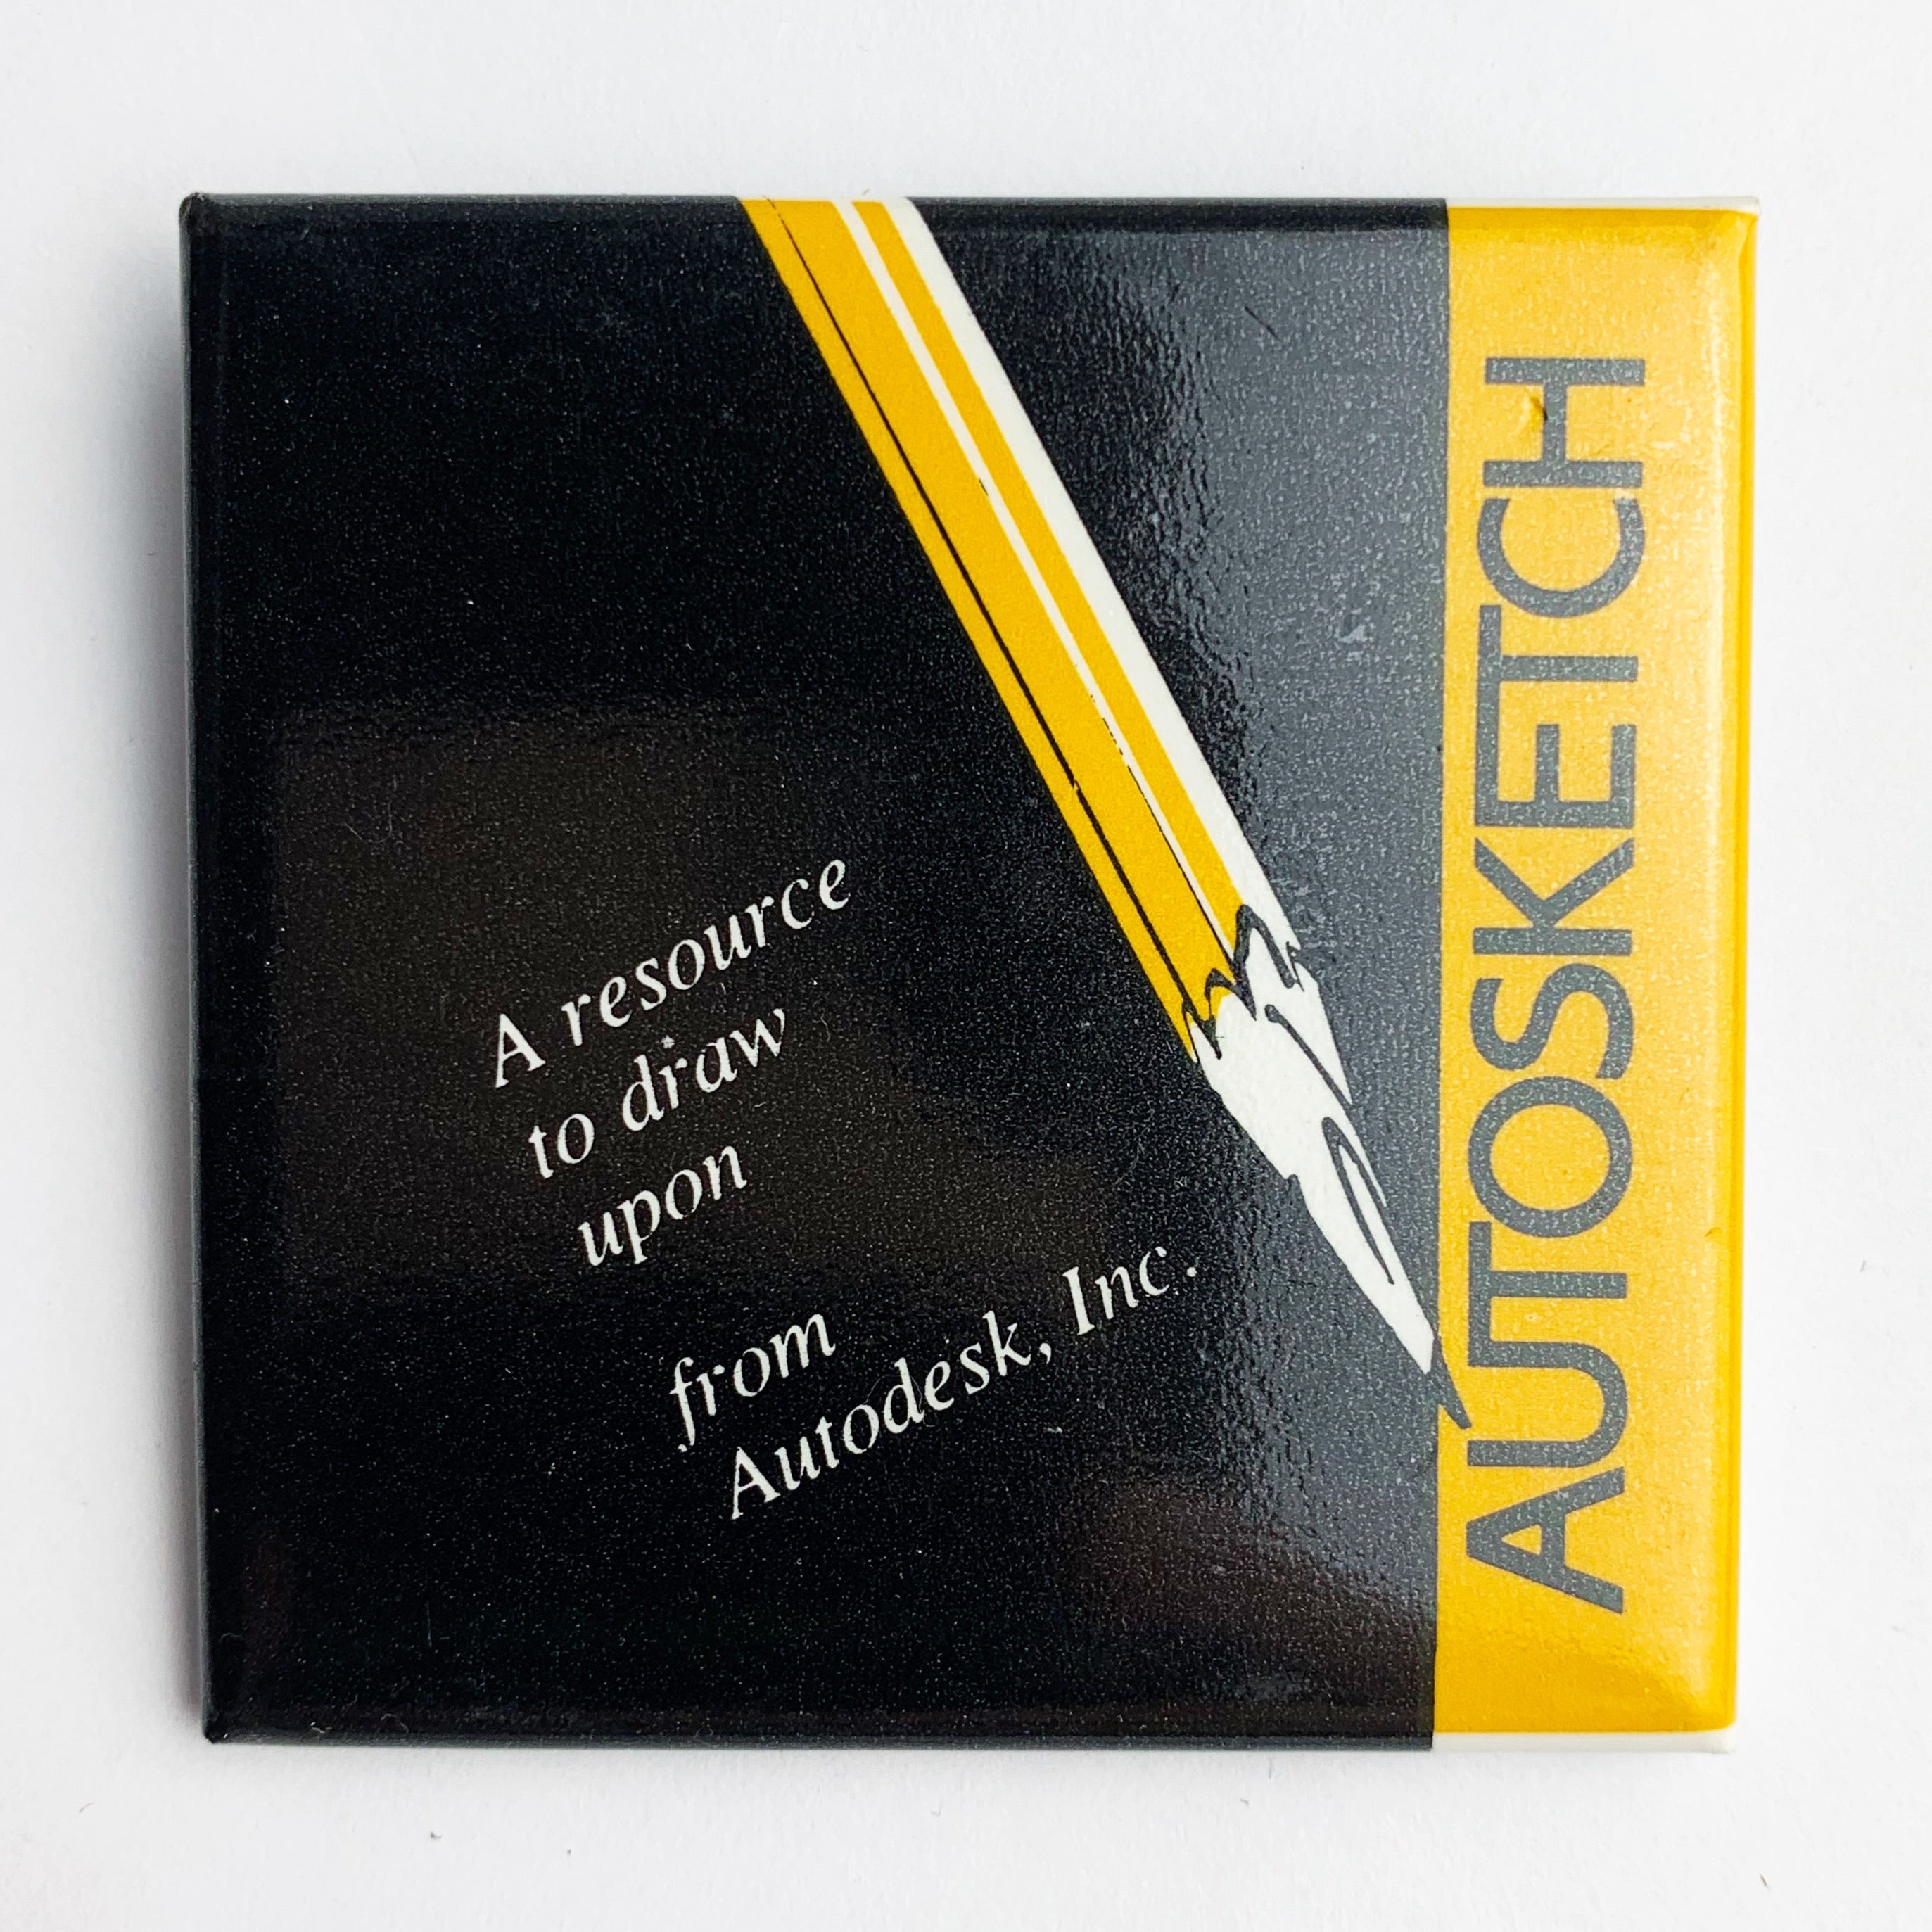 A resource
to draw
upon
from
Autodesk, Inc.
AUTOSKETCH